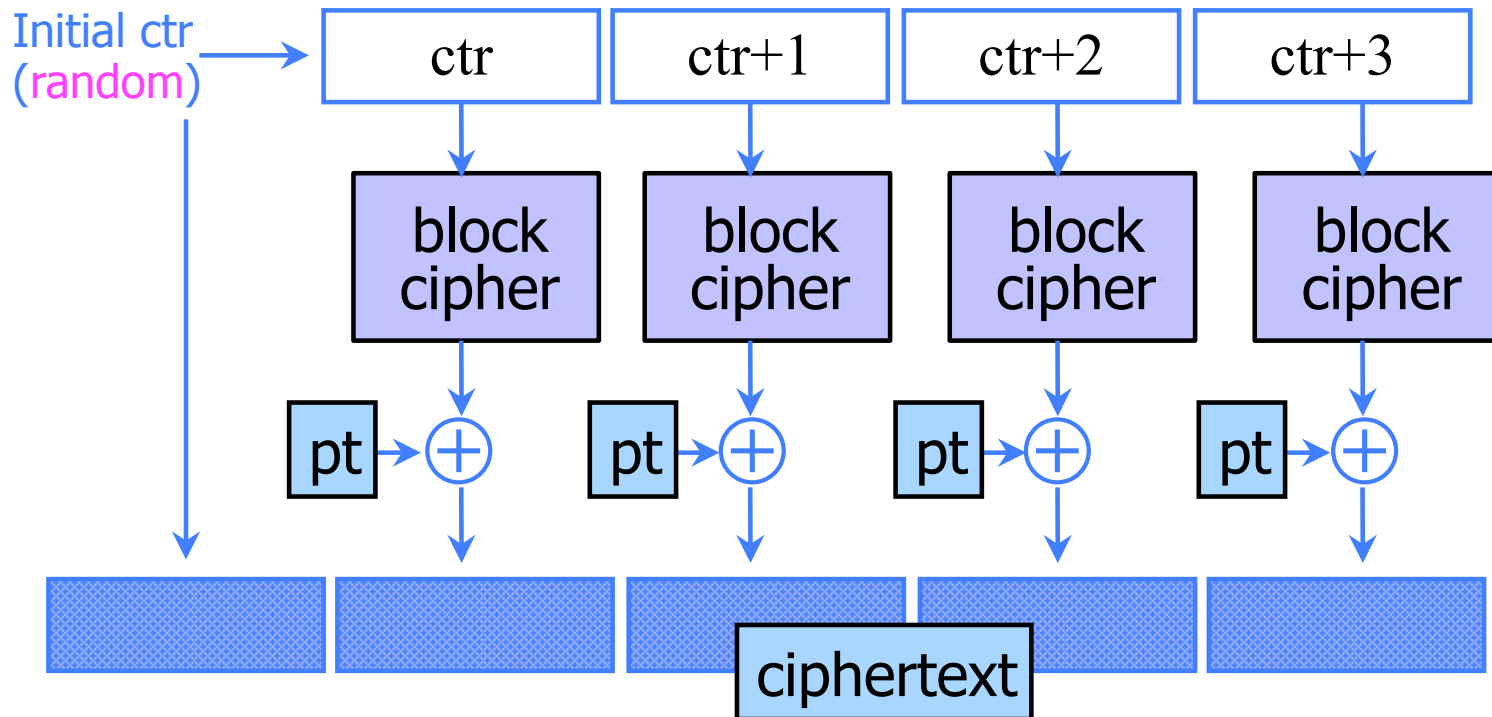 Initial ctr
(random)
ctr
ctr+1
ctr+2
ctr+3
block
cipher
block
cipher
block
cipher
block
cipher
pt
pt
pt
pt
ciphertext